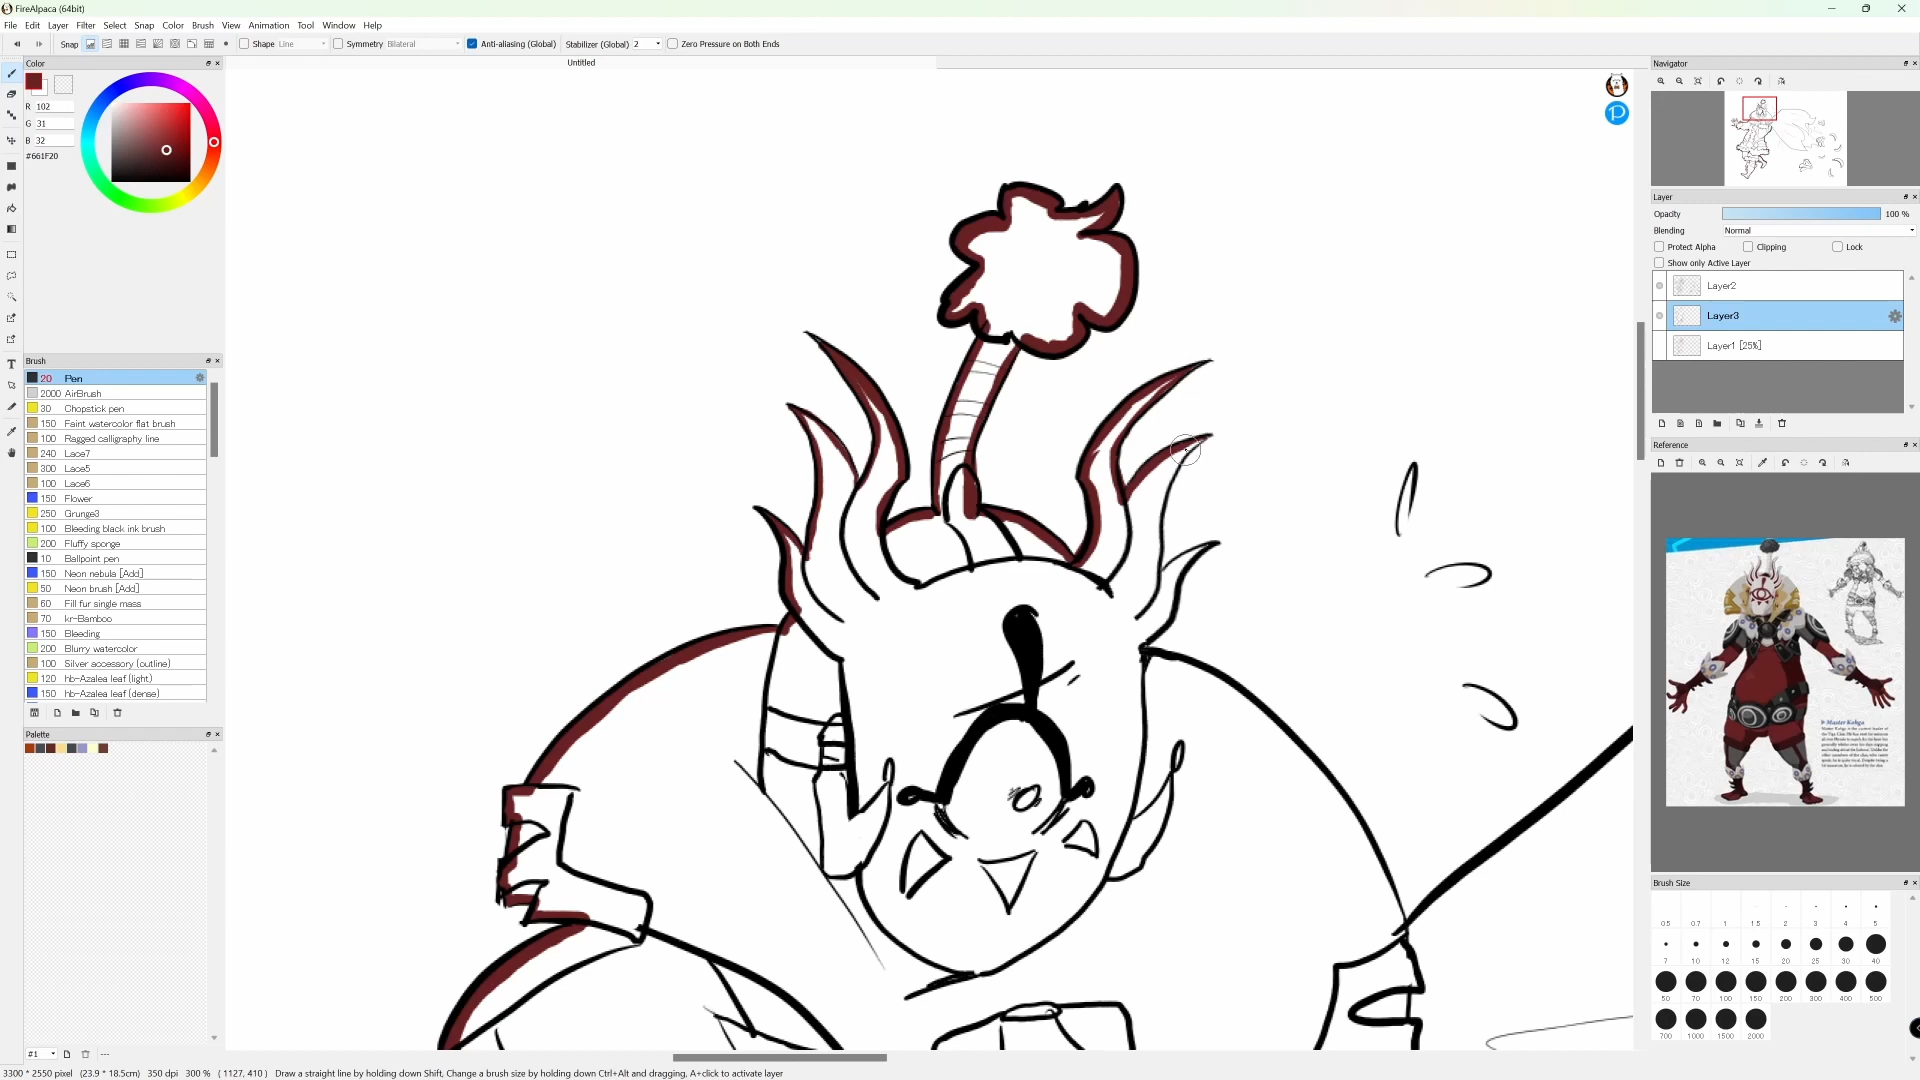 FireAlpaca (64bit)
File Edit Layer Filter Select Snap Color Brush View Animation Tool Window Help
Snap Shape Line Symmetry Bilateral Anti-aliasing (Global) Stabilizer (Global) 2 Zero Pressure on Both Ends
Color
R 102
G 31
B 32
#661F20
Brush
20 Pen
2000 AirBrush
30 Chopstick pen
150 Faint watercolor flat brush
100 Ragged calligraphy line
240 Lace7
300 Lace5
100 Lace6
150 Flower
250 Grunge3
100 Bleeding black ink brush
200 Fluffy sponge
10 Ballpoint pen
150 Neon nebula [Add]
50 Neon brush [Add]
60 Fill fur single mass
70 kr-Bamboo
150 Bleeding
200 Blurry watercolor
100 Silver accessory (outline)
120 hb-Azalea leaf (light)
150 hb-Azalea leaf (dense)
Palette
#1
---
Untitled
Navigator
Layer
Opacity 100 %
Blending Normal
Protect Alpha Clipping Lock
Show only Active Layer
Layer2
Layer3
Layer1 [25%]
Reference
Master Kohga
Brush Size
0.5 0.7 1 1.5 2 3 4 5
7 10 12 15 20 25 30 40
50 70 100 150 200 300 400 500
700 1000 1500 2000
3300 * 2550 pixel (23.9 * 18.5cm) 350 dpi 300 % ( 1127, 410 ) Draw a straight line by holding down Shift, Change a brush size by holding down Ctrl+Alt and dragging, A+click to activate layer